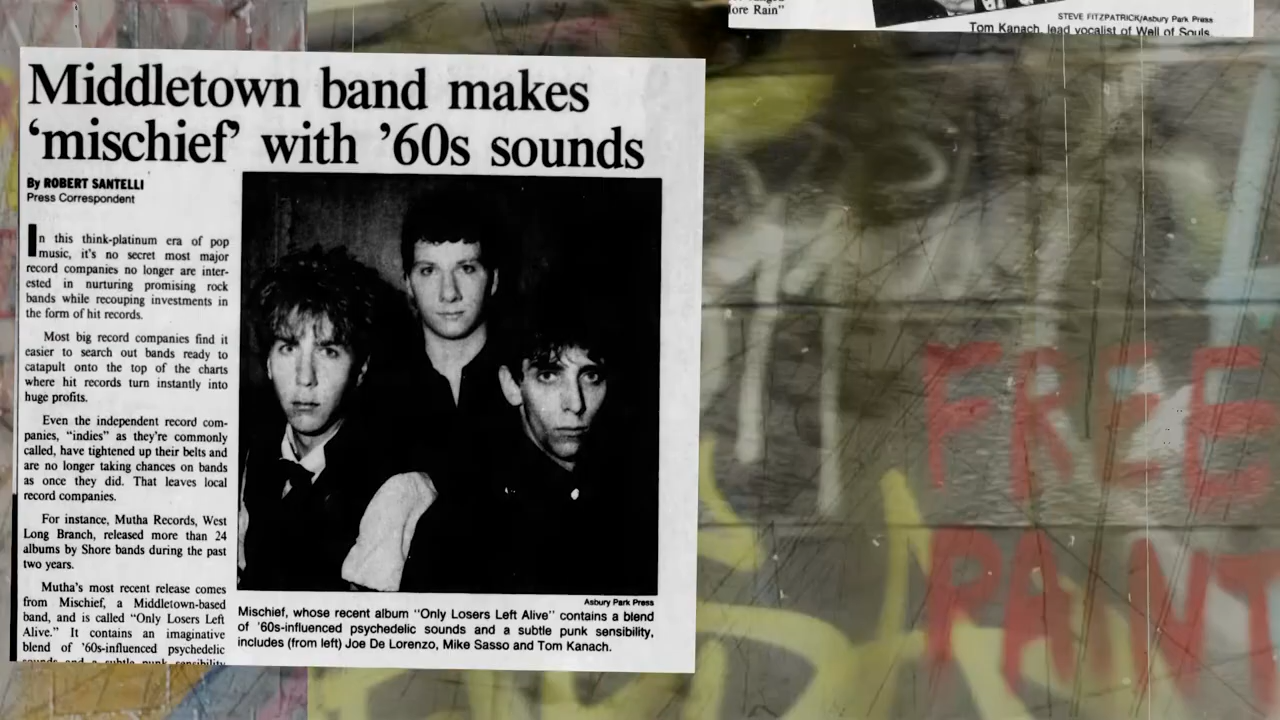 ore Rain"
STEVE FITZPATRICK/Asbury Park Press
Tom Kanach, lead vocalist of Well of Souls,
Middletown band makes
‘mischief’ with ’60s sounds
By ROBERT SANTELLI
Press Correspondent
In this think-platinum era of pop
music, it's no secret most major
record companies no longer are inter-
ested in nurturing promising rock
bands while recouping investments in
the form of hit records.
Most big record companies find it
easier to search out bands ready to
catapult onto the top of the charts
where hit records turn instantly into
huge profits.
Even the independent record com-
panies, "indies" as they're commonly
called, have tightened up their belts and
are no longer taking chances on bands
as once they did. That leaves local
record companies.
For instance, Mutha Records, West
Long Branch, released more than 24
albums by Shore bands during the past
two years.
Mutha's most recent release comes
from Mischief, a Middletown-based
band, and is called "Only Losers Left
Alive." It contains an imaginative
blend of '60s-influenced psychedelic
sounds and a subtle punk sensibility
Asbury Park Press
Mischief, whose recent album "Only Losers Left Alive" contains a blend
of '60s-influenced psychedelic sounds and a subtle punk sensibility,
includes (from left) Joe De Lorenzo, Mike Sasso and Tom Kanach.
FREE
PAINT